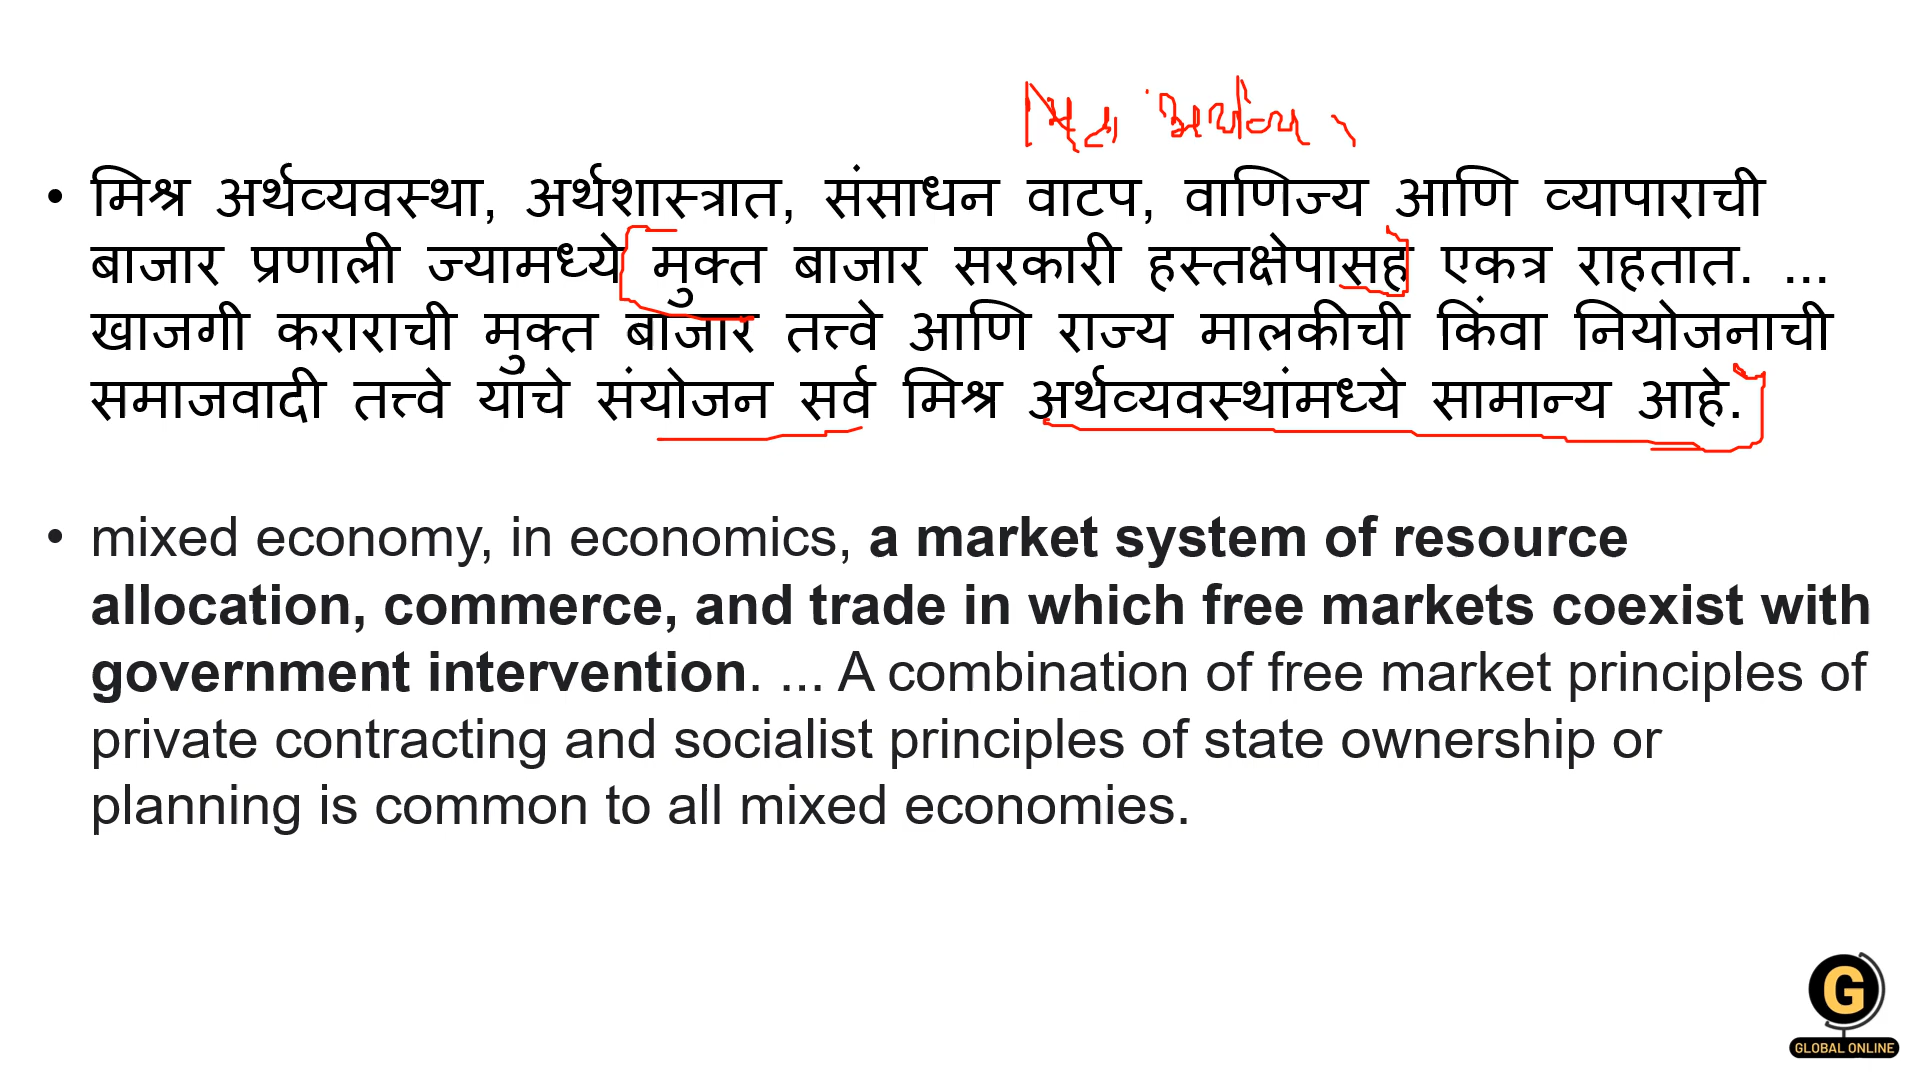 • मिश्र अर्थव्यवस्था, अर्थशास्त्रात, संसाधन वाटप, वाणिज्य आणि व्यापाराची
बाजार प्रणाली ज्यामध्ये मुक्त बाजार सरकारी हस्तक्षेपासह एकत्र राहतात. ...
खाजगी कराराची मुक्त बाजार तत्त्वे आणि राज्य मालकीची किंवा नियोजनाची
समाजवादी तत्त्वे यांचे संयोजन सर्व मिश्र अर्थव्यवस्थांमध्ये सामान्य आहे.
• mixed economy, in economics, a market system of resource
allocation, commerce, and trade in which free markets coexist with
government intervention. ... A combination of free market principles of
private contracting and socialist principles of state ownership or
planning is common to all mixed economies.
G
GLOBAL ONLINE